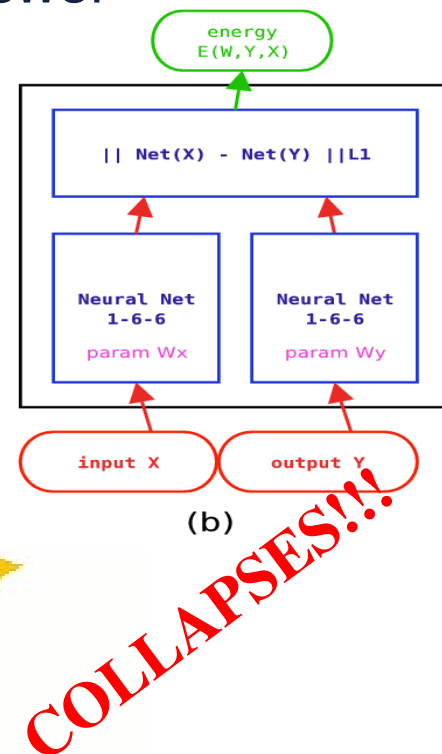 energy
E(W,Y,X)
|| Net(X) - Net(Y) ||L1
Neural Net
1-6-6
param Wx
Neural Net
1-6-6
param Wy
input X
output Y
(b)
COLLAPSES!!!